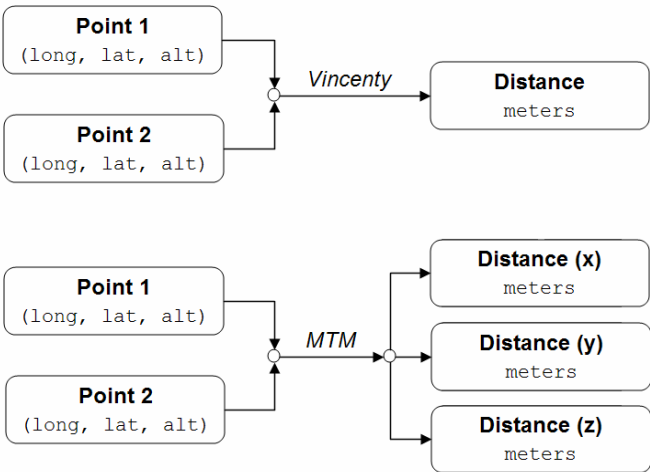 Point 1
(long, lat, alt)
Vincenty
Distance
meters
Point 2
(long, lat, alt)
Point 1
(long, lat, alt)
MTM
Point 2
(long, lat, alt)
Distance (x)
meters
Distance (y)
meters
Distance (z)
meters